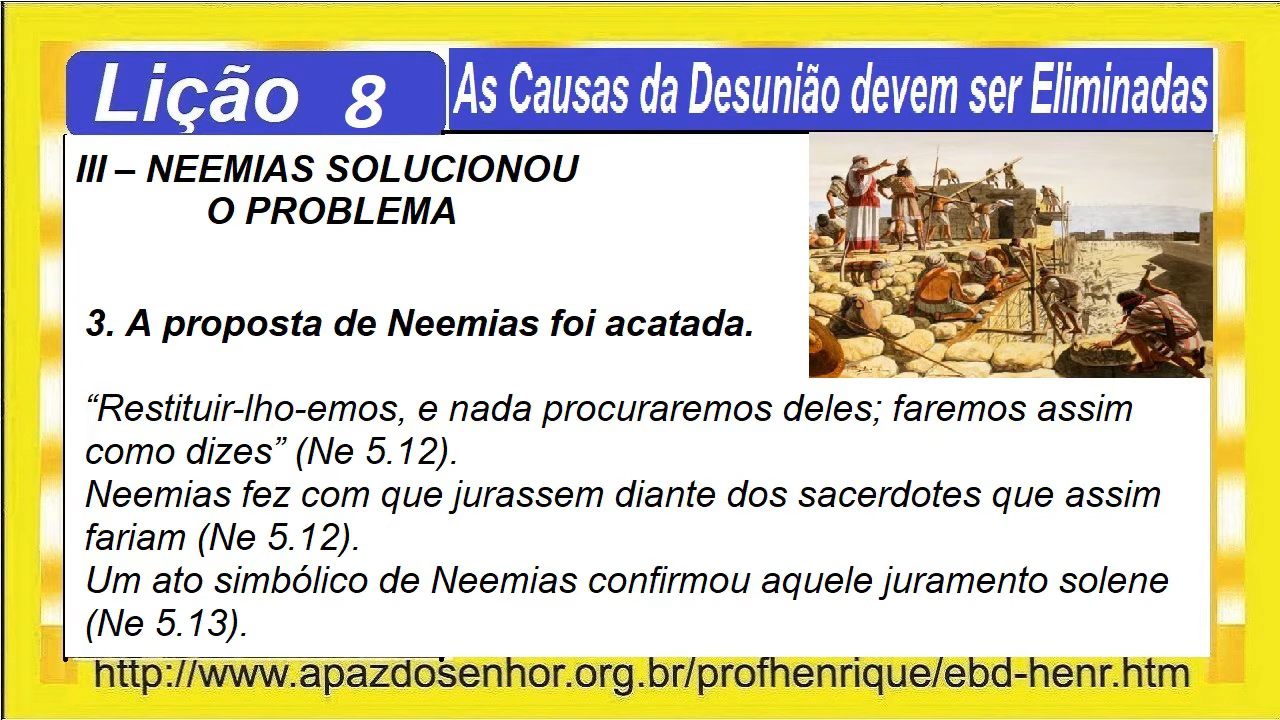 Lição 8 As Causas da Desunião devem ser Eliminadas
III – NEEMIAS SOLUCIONOU
O PROBLEMA
3. A proposta de Neemias foi acatada.
“Restituir-lho-emos, e nada procuraremos deles; faremos assim
como dizes” (Ne 5.12).
Neemias fez com que jurassem diante dos sacerdotes que assim
fariam (Ne 5.12).
Um ato simbólico de Neemias confirmou aquele juramento solene
(Ne 5.13).
http://www.apazdosenhor.org.br/profhenrique/ebd-henr.htm